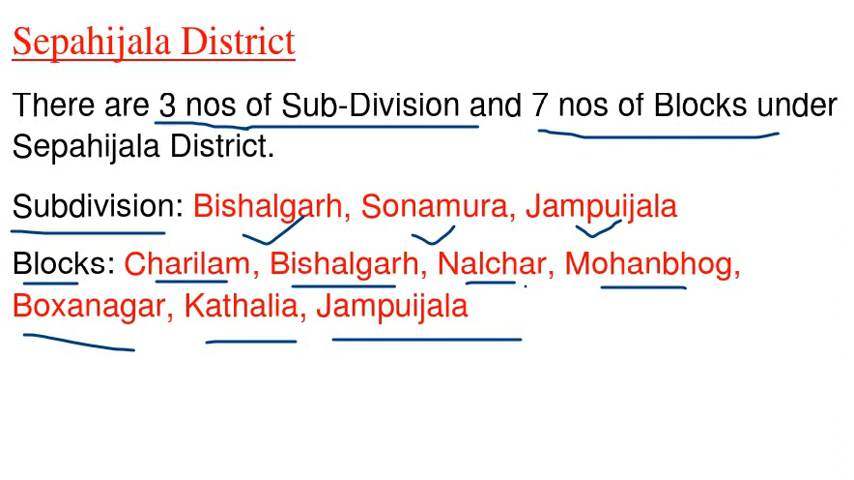 Sepahijala District
There are 3 nos of Sub-Division and 7 nos of Blocks under
Sepahijala District.
Subdivision: Bishalgarh, Sonamura, Jampuijala
Blocks: Charilam, Bishalgarh, Nalchar, Mohanbhog,
Boxanagar, Kathalia, Jampuijala